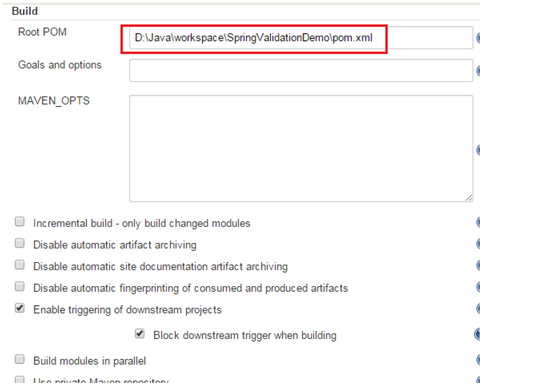 Build
Root POM
D:\Java\workspace\SpringValidationDemo\pom.xml
Goals and options
MAVEN_OPTS
Incremental build - only build changed modules
Disable automatic artifact archiving
Disable automatic site documentation artifact archiving
Disable automatic fingerprinting of consumed and produced artifacts
Enable triggering of downstream projects
Block downstream trigger when building
Build modules in parallel
Use private Maven repository